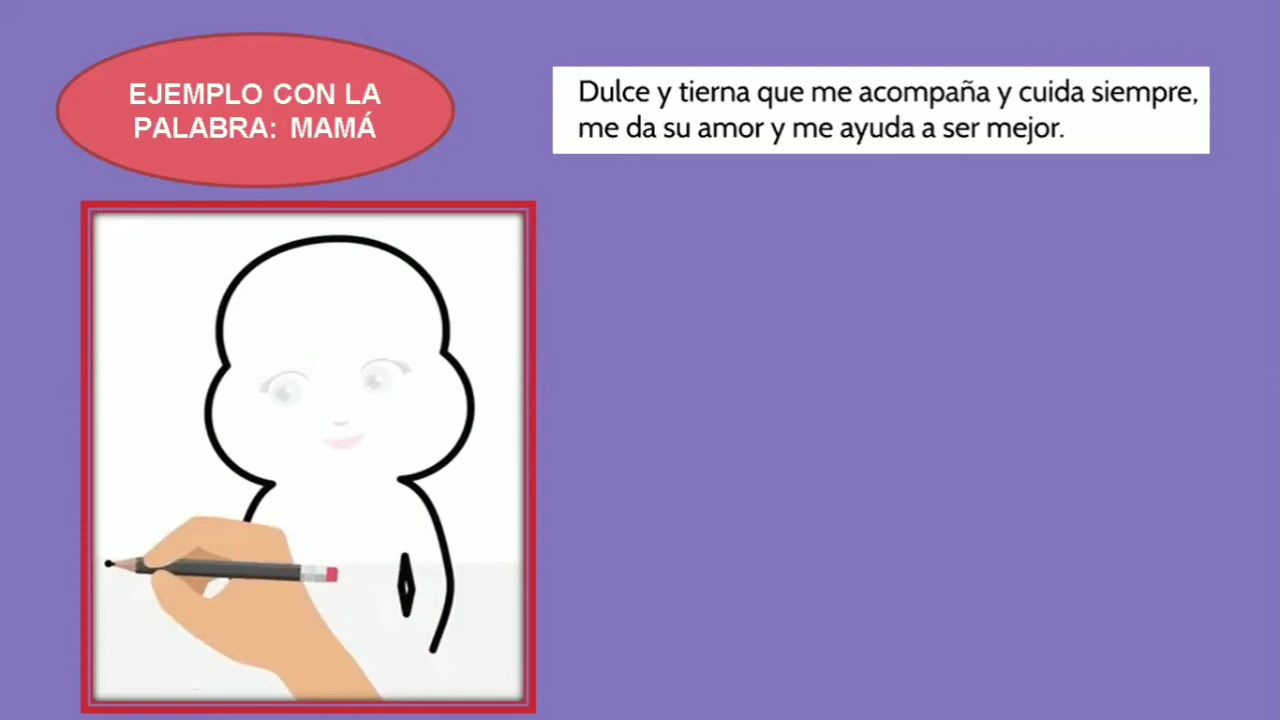 EJEMPLO CON LA
PALABRA: MAMÁ
Dulce y tierna que me acompaña y cuida siempre,
me da su amor y me ayuda a ser mejor.